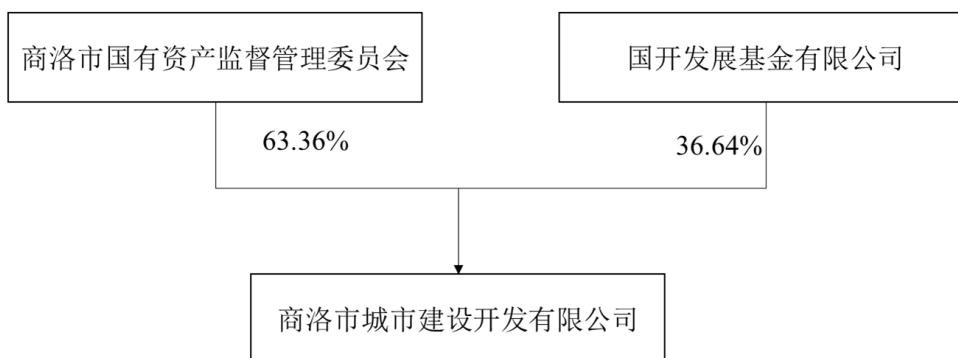 商洛市国有资产监督管理委员会
国开发展基金有限公司
63.36%
36.64%
商洛市城市建设开发有限公司